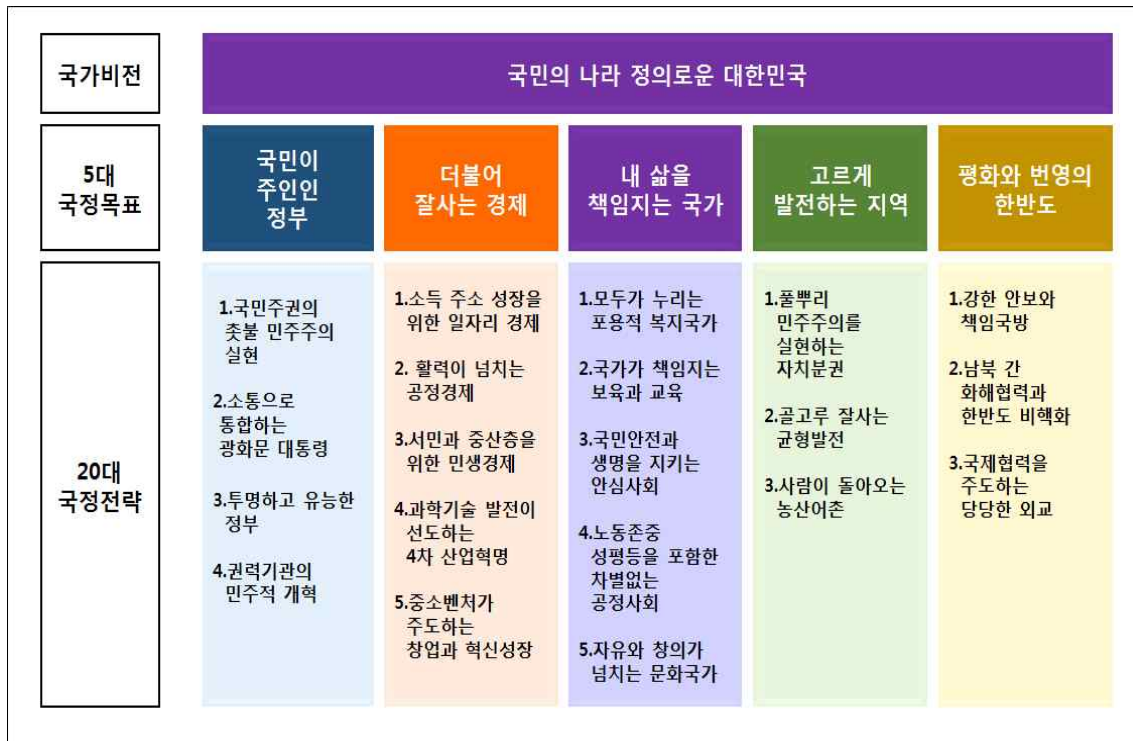 국가비전
국민의 나라 정의로운 대한민국
5대
국정목표
국민이
주인인
정부
더불어
잘사는 경제
내 삶을
책임지는 국가
고르게
발전하는 지역
평화와 번영의
한반도
20대
국정전략
1.국민주권의
촛불 민주주의
실현
2.소통으로
통합하는
광화문 대통령
3.투명하고 유능한
정부
4.권력기관의
민주적 개혁
1.소득 주소 성장을
위한 일자리 경제
2. 활력이 넘치는
공정경제
3.서민과 중산층을
위한 민생경제
4.과학기술 발전이
선도하는
4차 산업혁명
5.중소벤처가
주도하는
창업과 혁신성장
1.모두가 누리는
포용적 복지국가
2.국가가 책임지는
보육과 교육
3.국민안전과
생명을 지키는
안심사회
4.노동존중
성평등을 포함한
차별없는
공정사회
5.자유와 창의가
넘치는 문화국가
1.풀뿌리
민주주의를
실현하는
자치분권
2.골고루 잘사는
균형발전
3.사람이 돌아오는
농산어촌
1.강한 안보와
책임국방
2.남북 간
화해협력과
한반도 비핵화
3.국제협력을
주도하는
당당한 외교